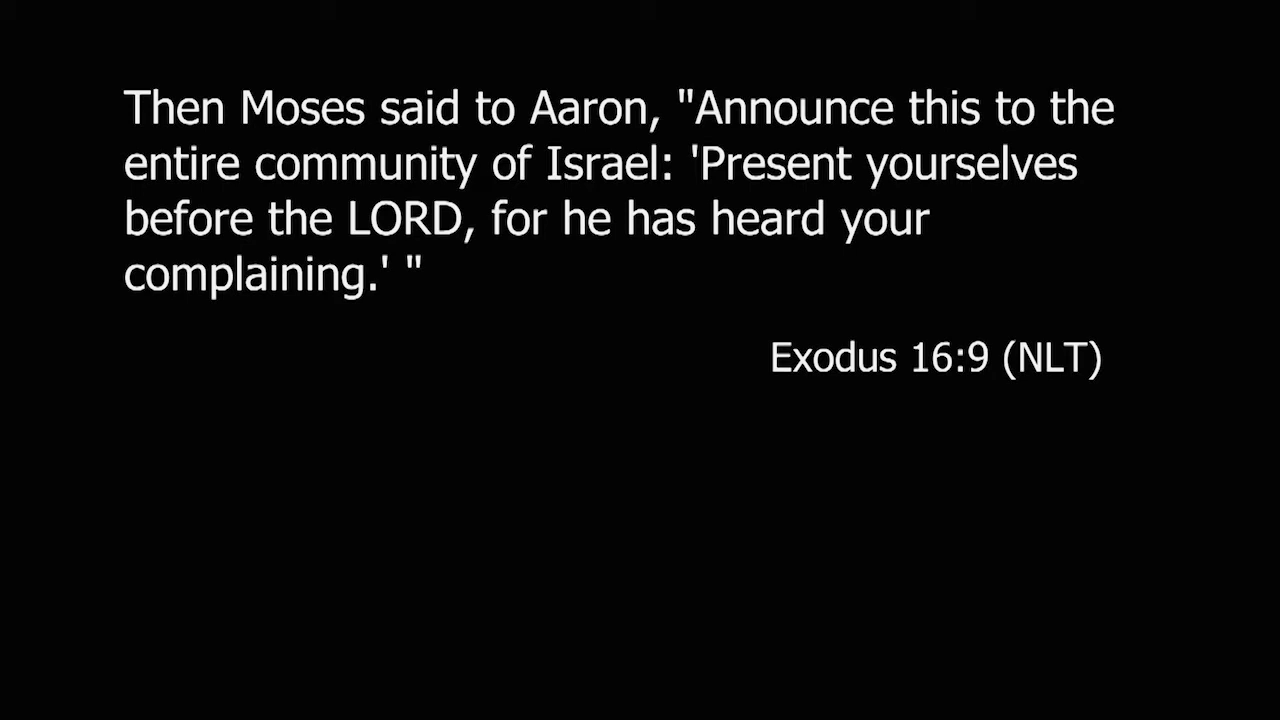 Then Moses said to Aaron, "Announce this to the
entire community of Israel: 'Present yourselves
before the LORD, for he has heard your
complaining.' "
Exodus 16:9 (NLT)